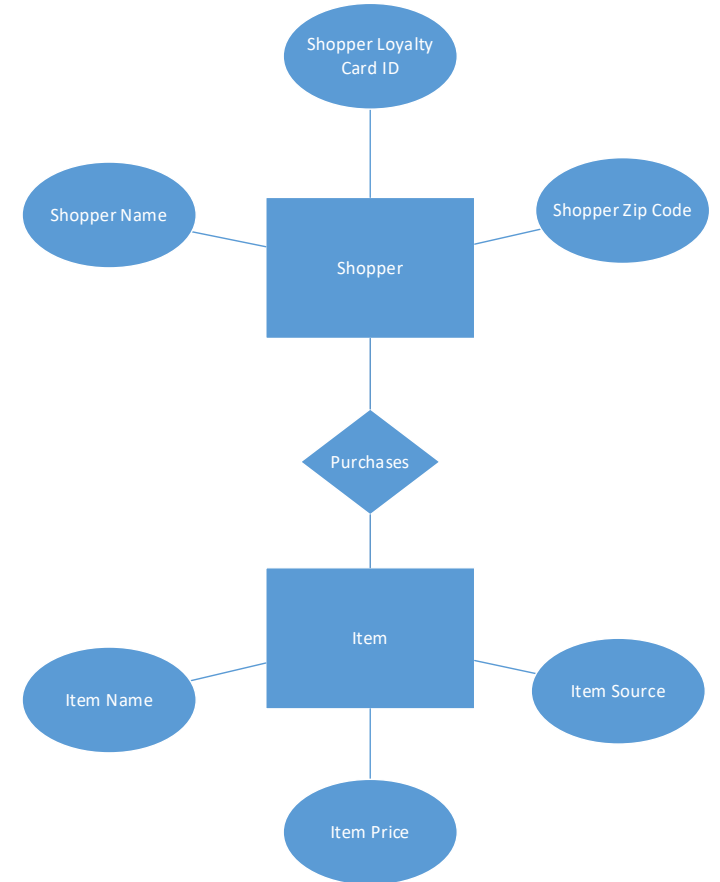 Shopper Loyalty
Card ID
Shopper Name
Shopper Zip Code
Shopper
Purchases
Item
Item Name
Item Source
Item Price